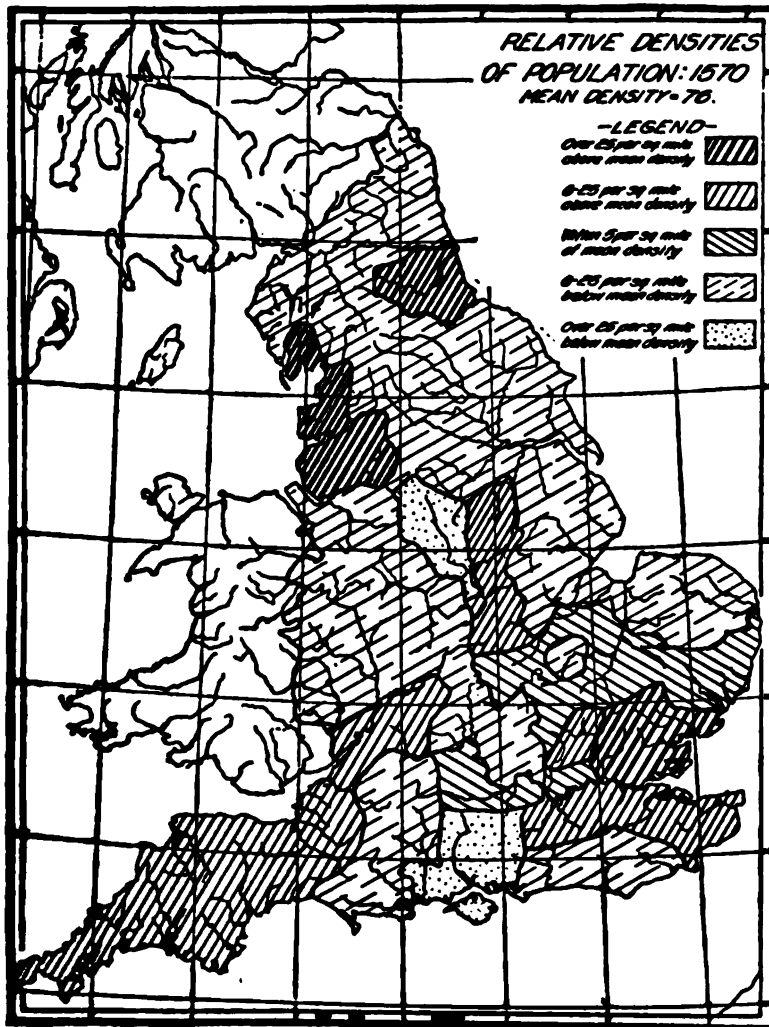 RELATIVE DENSITIES
OF POPULATION: 1570
MEAN DENSITY=76.
-LEGEND-
Over 25 per sq mile
above mean density
6-25 per sq mile
above mean density
Within 5 per sq mile
of mean density
6-25 per sq mile
below mean density
Over 25 per sq mile
below mean density